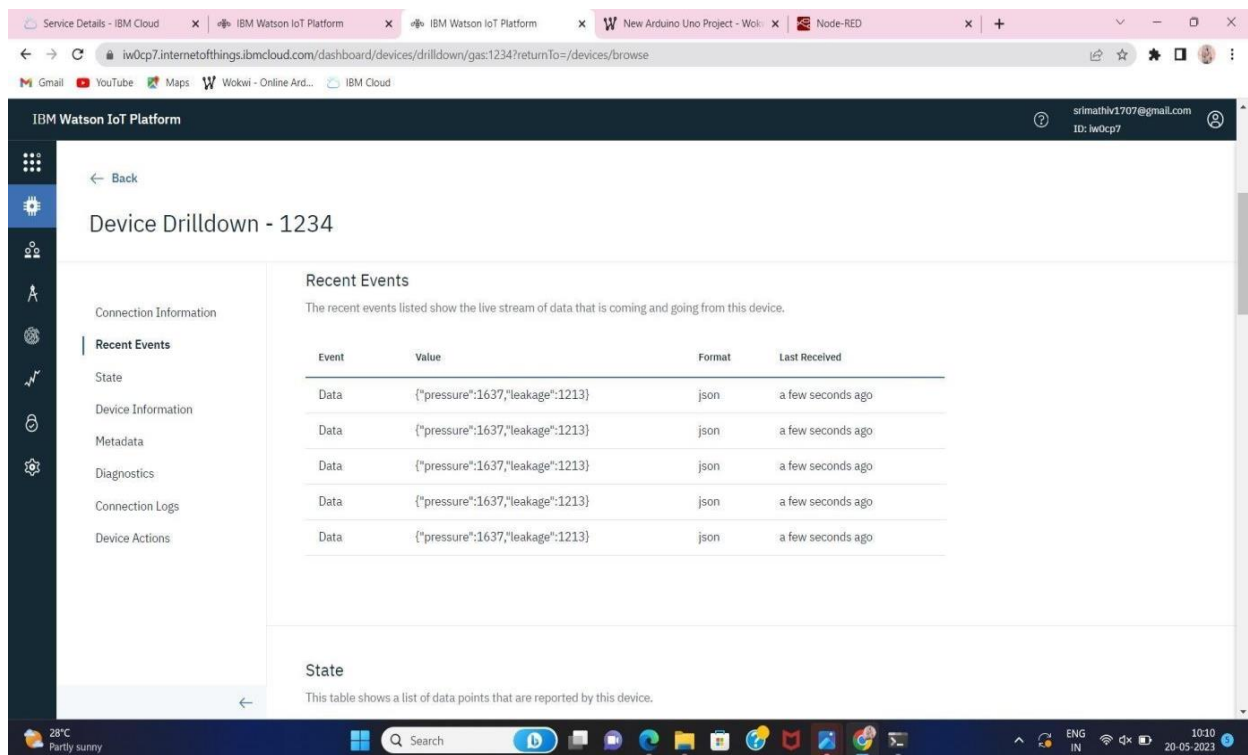 Service Details - IBM Cloud IBM Watson IoT Platform IBM Watson IoT Platform New Arduino Uno Project - Wok Node-RED
iw0cp7.internetofthings.ibmcloud.com/dashboard/devices/drilldown/gas:1234?returnTo=/devices/browse
Gmail YouTube Maps Wokwi - Online Ard... IBM Cloud
IBM Watson IoT Platform
srimathiv1707@gmail.com
ID: iw0cp7
Back
Device Drilldown - 1234
Connection Information
Recent Events
State
Device Information
Metadata
Diagnostics
Connection Logs
Device Actions
Recent Events
The recent events listed show the live stream of data that is coming and going from this device.
Event Value Format Last Received
Data {"pressure":1637,"leakage":1213} json a few seconds ago
Data {"pressure":1637,"leakage":1213} json a few seconds ago
Data {"pressure":1637,"leakage":1213} json a few seconds ago
Data {"pressure":1637,"leakage":1213} json a few seconds ago
Data {"pressure":1637,"leakage":1213} json a few seconds ago
State
This table shows a list of data points that are reported by this device.
28°C
Partly sunny
Search
ENG
IN
10:10
20-05-2023